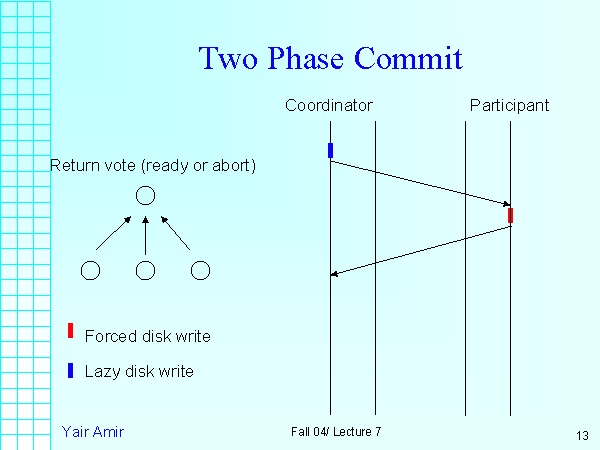 Two Phase Commit
Coordinator
Participant
Return vote (ready or abort)
Forced disk write
Lazy disk write
Yair Amir
Fall 04/ Lecture 7
13